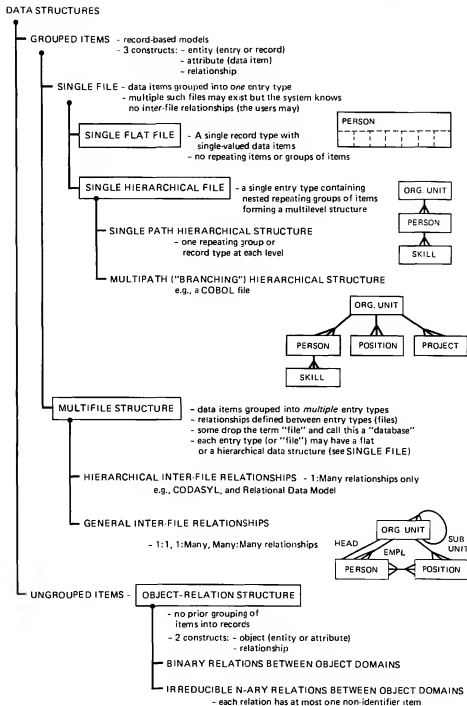 DATA STRUCTURES
GROUPED ITEMS - record-based models
- 3 constructs: - entity (entry or record)
- attribute (data item)
- relationship
SINGLE FILE - data items grouped into one entry type
- multiple such files may exist but the system knows
no inter-file relationships (the users may)
SINGLE FLAT FILE - A single record type with
single-valued data items
- no repeating items or groups of items
PERSON
SINGLE HIERARCHICAL FILE - a single entry type containing
nested repeating groups of items
forming a multilevel structure
ORG. UNIT
PERSON
SKILL
SINGLE PATH HIERARCHICAL STRUCTURE
- one repeating group or
record type at each level
MULTIPATH ("BRANCHING") HIERARCHICAL STRUCTURE
e.g., a COBOL file
ORG. UNIT
PERSON POSITION PROJECT
SKILL
MULTIFILE STRUCTURE - data items grouped into multiple entry types
- relationships defined between entry types (files)
- some drop the term "file" and call this a "database"
- each entry type (or "file") may have a flat
or a hierarchical data structure (see SINGLE FILE)
HIERARCHICAL INTER-FILE RELATIONSHIPS - 1:Many relationships only
e.g., CODASYL, and Relational Data Model
GENERAL INTER-FILE RELATIONSHIPS
- 1:1, 1:Many, Many:Many relationships
ORG. UNIT
SUB
UNIT
HEAD
EMPL
PERSON POSITION
UNGROUPED ITEMS - OBJECT-RELATION STRUCTURE
- no prior grouping of
items into records
- 2 constructs: - object (entity or attribute)
- relationship
BINARY RELATIONS BETWEEN OBJECT DOMAINS
IRREDUCIBLE N-ARY RELATIONS BETWEEN OBJECT DOMAINS
- each relation has at most one non-identifier item